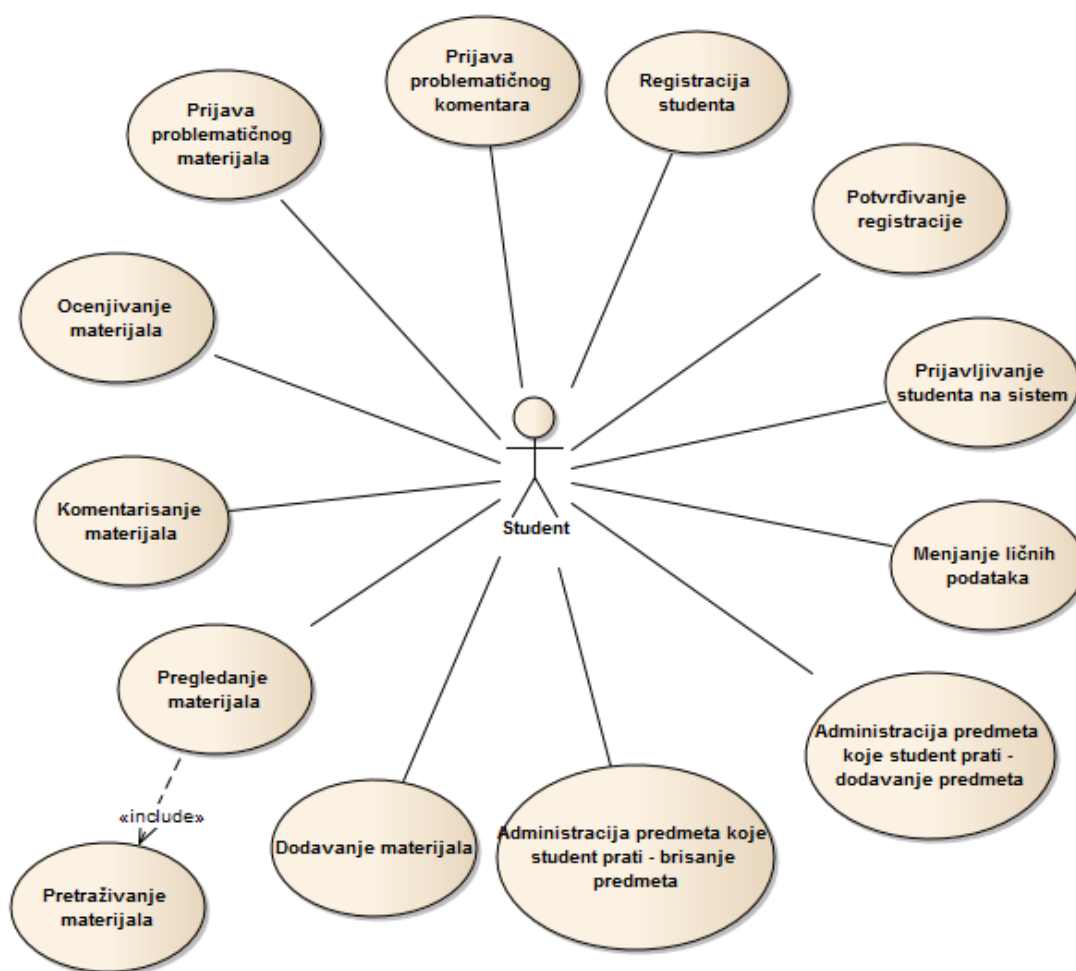 Prijava
problematičnog
komentara
Registracija
studenta
Prijava
problematičnog
materijala
Potvrđivanje
registracije
Ocenjivanje
materijala
Prijavljivanje
studenta na sistem
Komentarisanje
materijala
Student
Menjanje ličnih
podataka
Pregledanje
materijala
Administracija predmeta
koje student prati -
dodavanje predmeta
«include»
Dodavanje materijala
Administracija predmeta koje
student prati - brisanje
predmeta
Pretraživanje
materijala